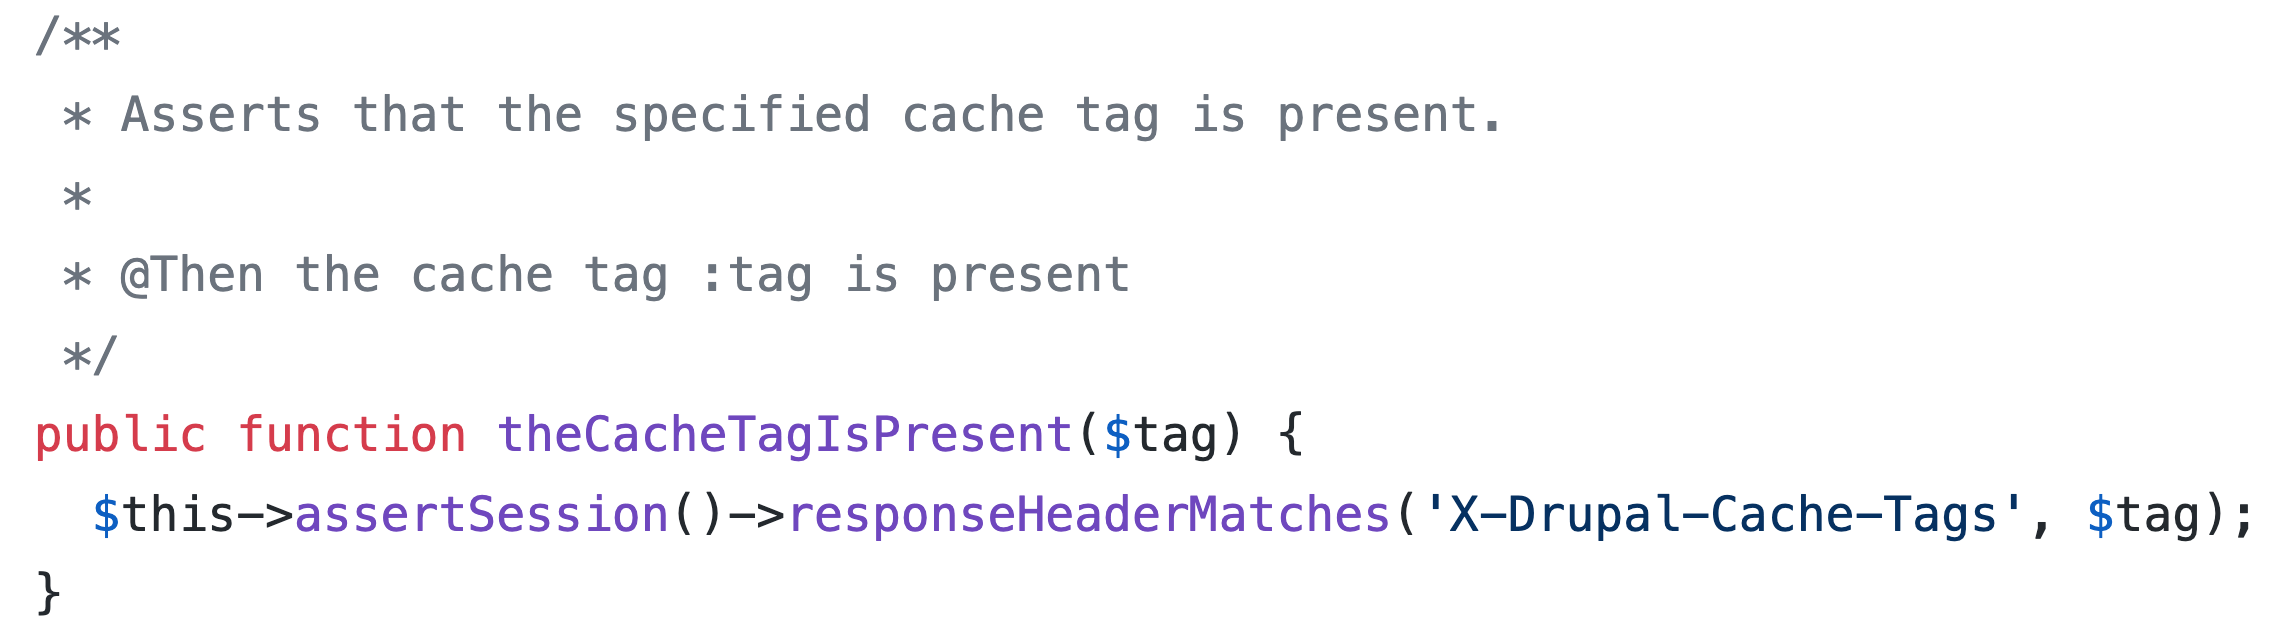 /**
 * Asserts that the specified cache tag is present.
 *
 * @Then the cache tag :tag is present
 */
public function theCacheTagIsPresent($tag) {
  $this->assertSession()->responseHeaderMatches('X-Drupal-Cache-Tags', $tag);
}